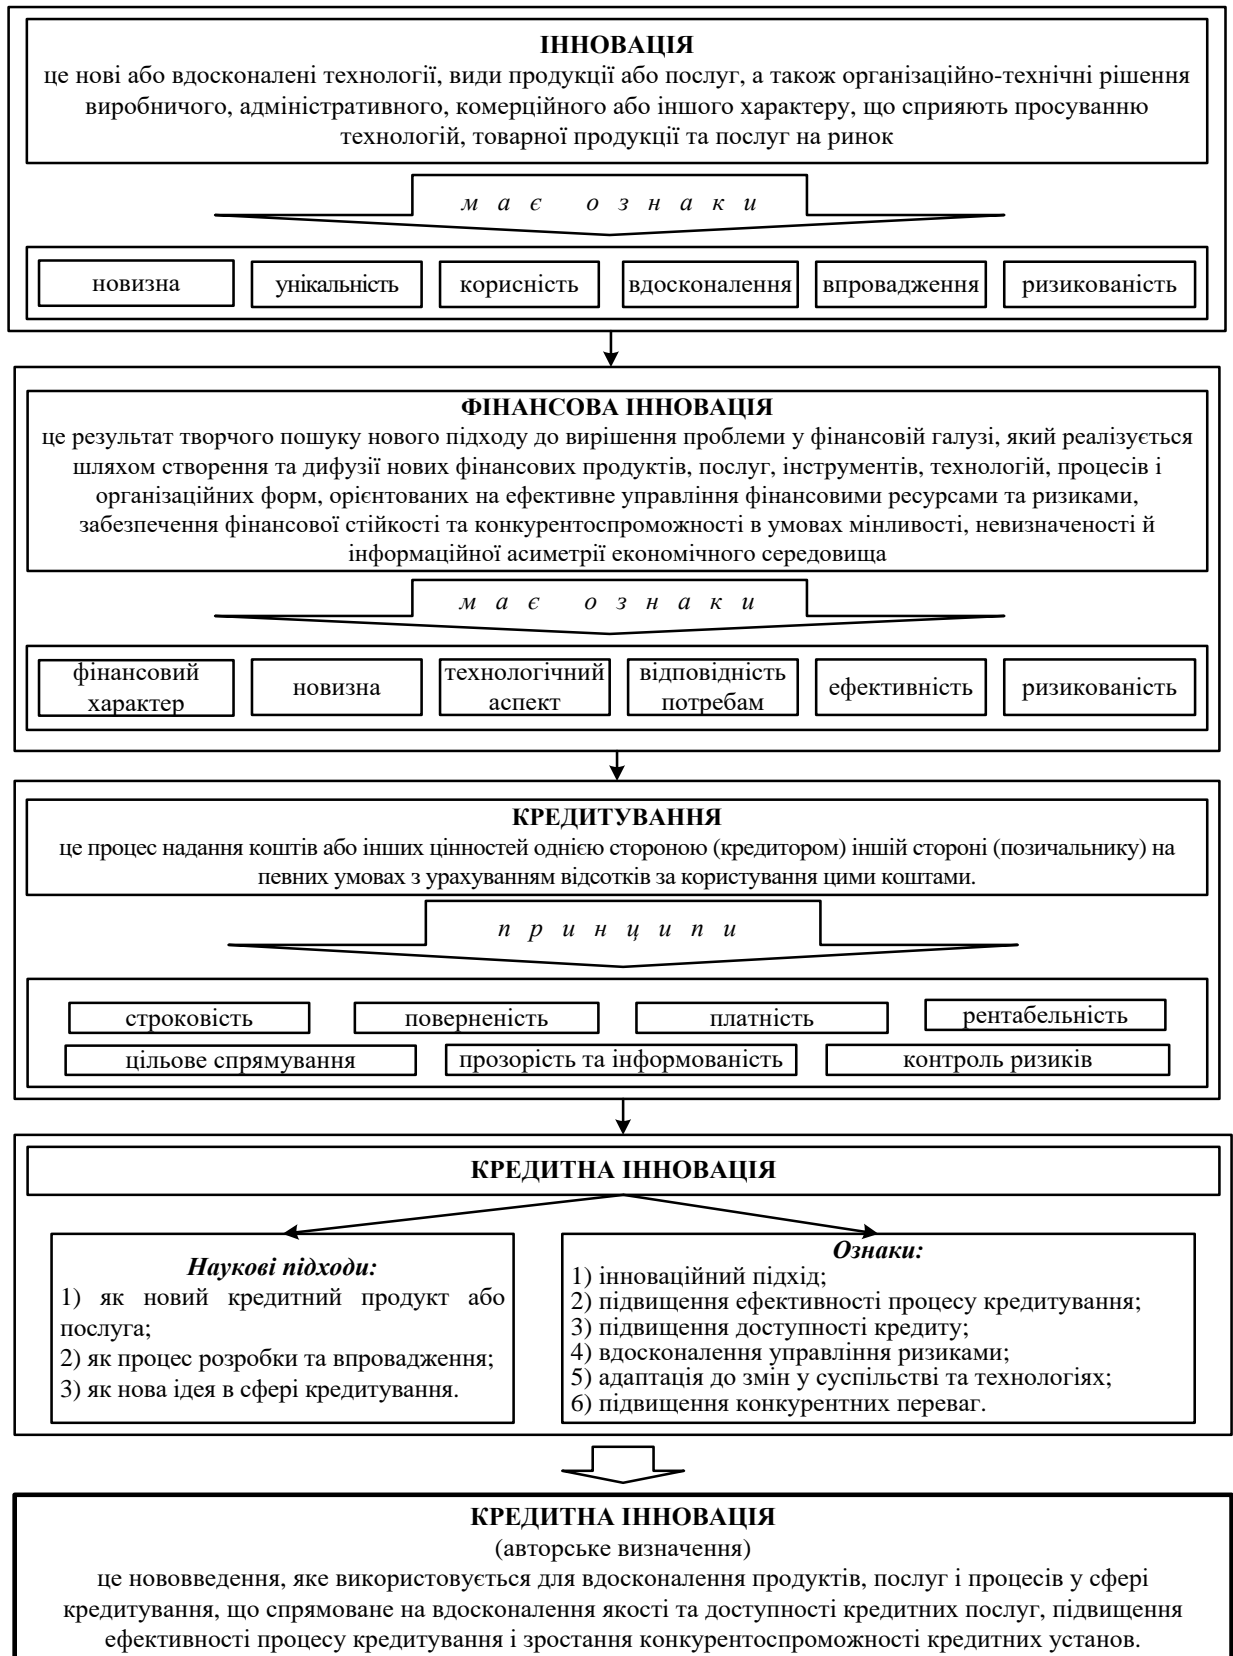 ІННОВАЦІЯ
це нові або вдосконалені технології, види продукції або послуг, а також організаційно-технічні рішення
виробничого, адміністративного, комерційного або іншого характеру, що сприяють просуванню
технологій, товарної продукції та послуг на ринок
має ознаки
новизна унікальність корисність вдосконалення впровадження ризикованість
ФІНАНСОВА ІННОВАЦІЯ
це результат творчого пошуку нового підходу до вирішення проблеми у фінансовій галузі, який реалізується
шляхом створення та дифузії нових фінансових продуктів, послуг, інструментів, технологій, процесів і
організаційних форм, орієнтованих на ефективне управління фінансовими ресурсами та ризиками,
забезпечення фінансової стійкості та конкурентоспроможності в умовах мінливості, невизначеності й
інформаційної асиметрії економічного середовища
має ознаки
фінансовий
характер
новизна
технологічний
аспект
відповідність
потребам
ефективність
ризикованість
КРЕДИТУВАННЯ
це процес надання коштів або інших цінностей однією стороною (кредитором) іншій стороні (позичальнику) на
певних умовах з урахуванням відсотків за користування цими коштами.
принципи
строковість поверненість платність рентабельність
цільове спрямування прозорість та інформованість контроль ризиків
КРЕДИТНА ІННОВАЦІЯ
Наукові підходи:
1) як новий кредитний продукт або
послуга;
2) як процес розробки та впровадження;
3) як нова ідея в сфері кредитування.
Ознаки:
1) інноваційний підхід;
2) підвищення ефективності процесу кредитування;
3) підвищення доступності кредиту;
4) вдосконалення управління ризиками;
5) адаптація до змін у суспільстві та технологіях;
6) підвищення конкурентних переваг.
КРЕДИТНА ІННОВАЦІЯ
(авторське визначення)
це нововведення, яке використовується для вдосконалення продуктів, послуг і процесів у сфері
кредитування, що спрямоване на вдосконалення якості та доступності кредитних послуг, підвищення
ефективності процесу кредитування і зростання конкурентоспроможності кредитних установ.